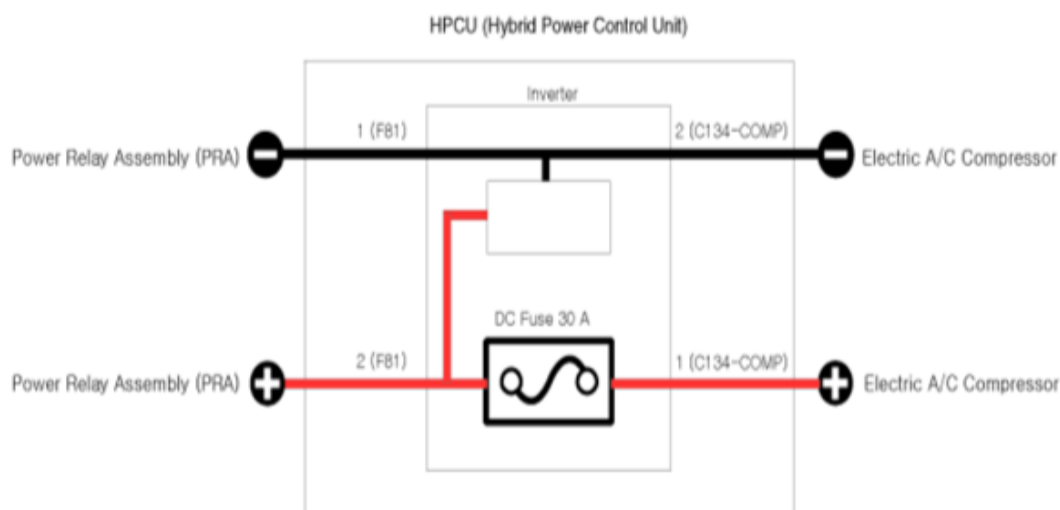 HPCU (Hybrid Power Control Unit)
Inverter
1 (F81)
2 (C134-COMP)
Power Relay Assembly (PRA)
Electric A/C Compressor
DC Fuse 30 A
2 (F81)
1 (C134-COMP)
Power Relay Assembly (PRA)
Electric A/C Compressor